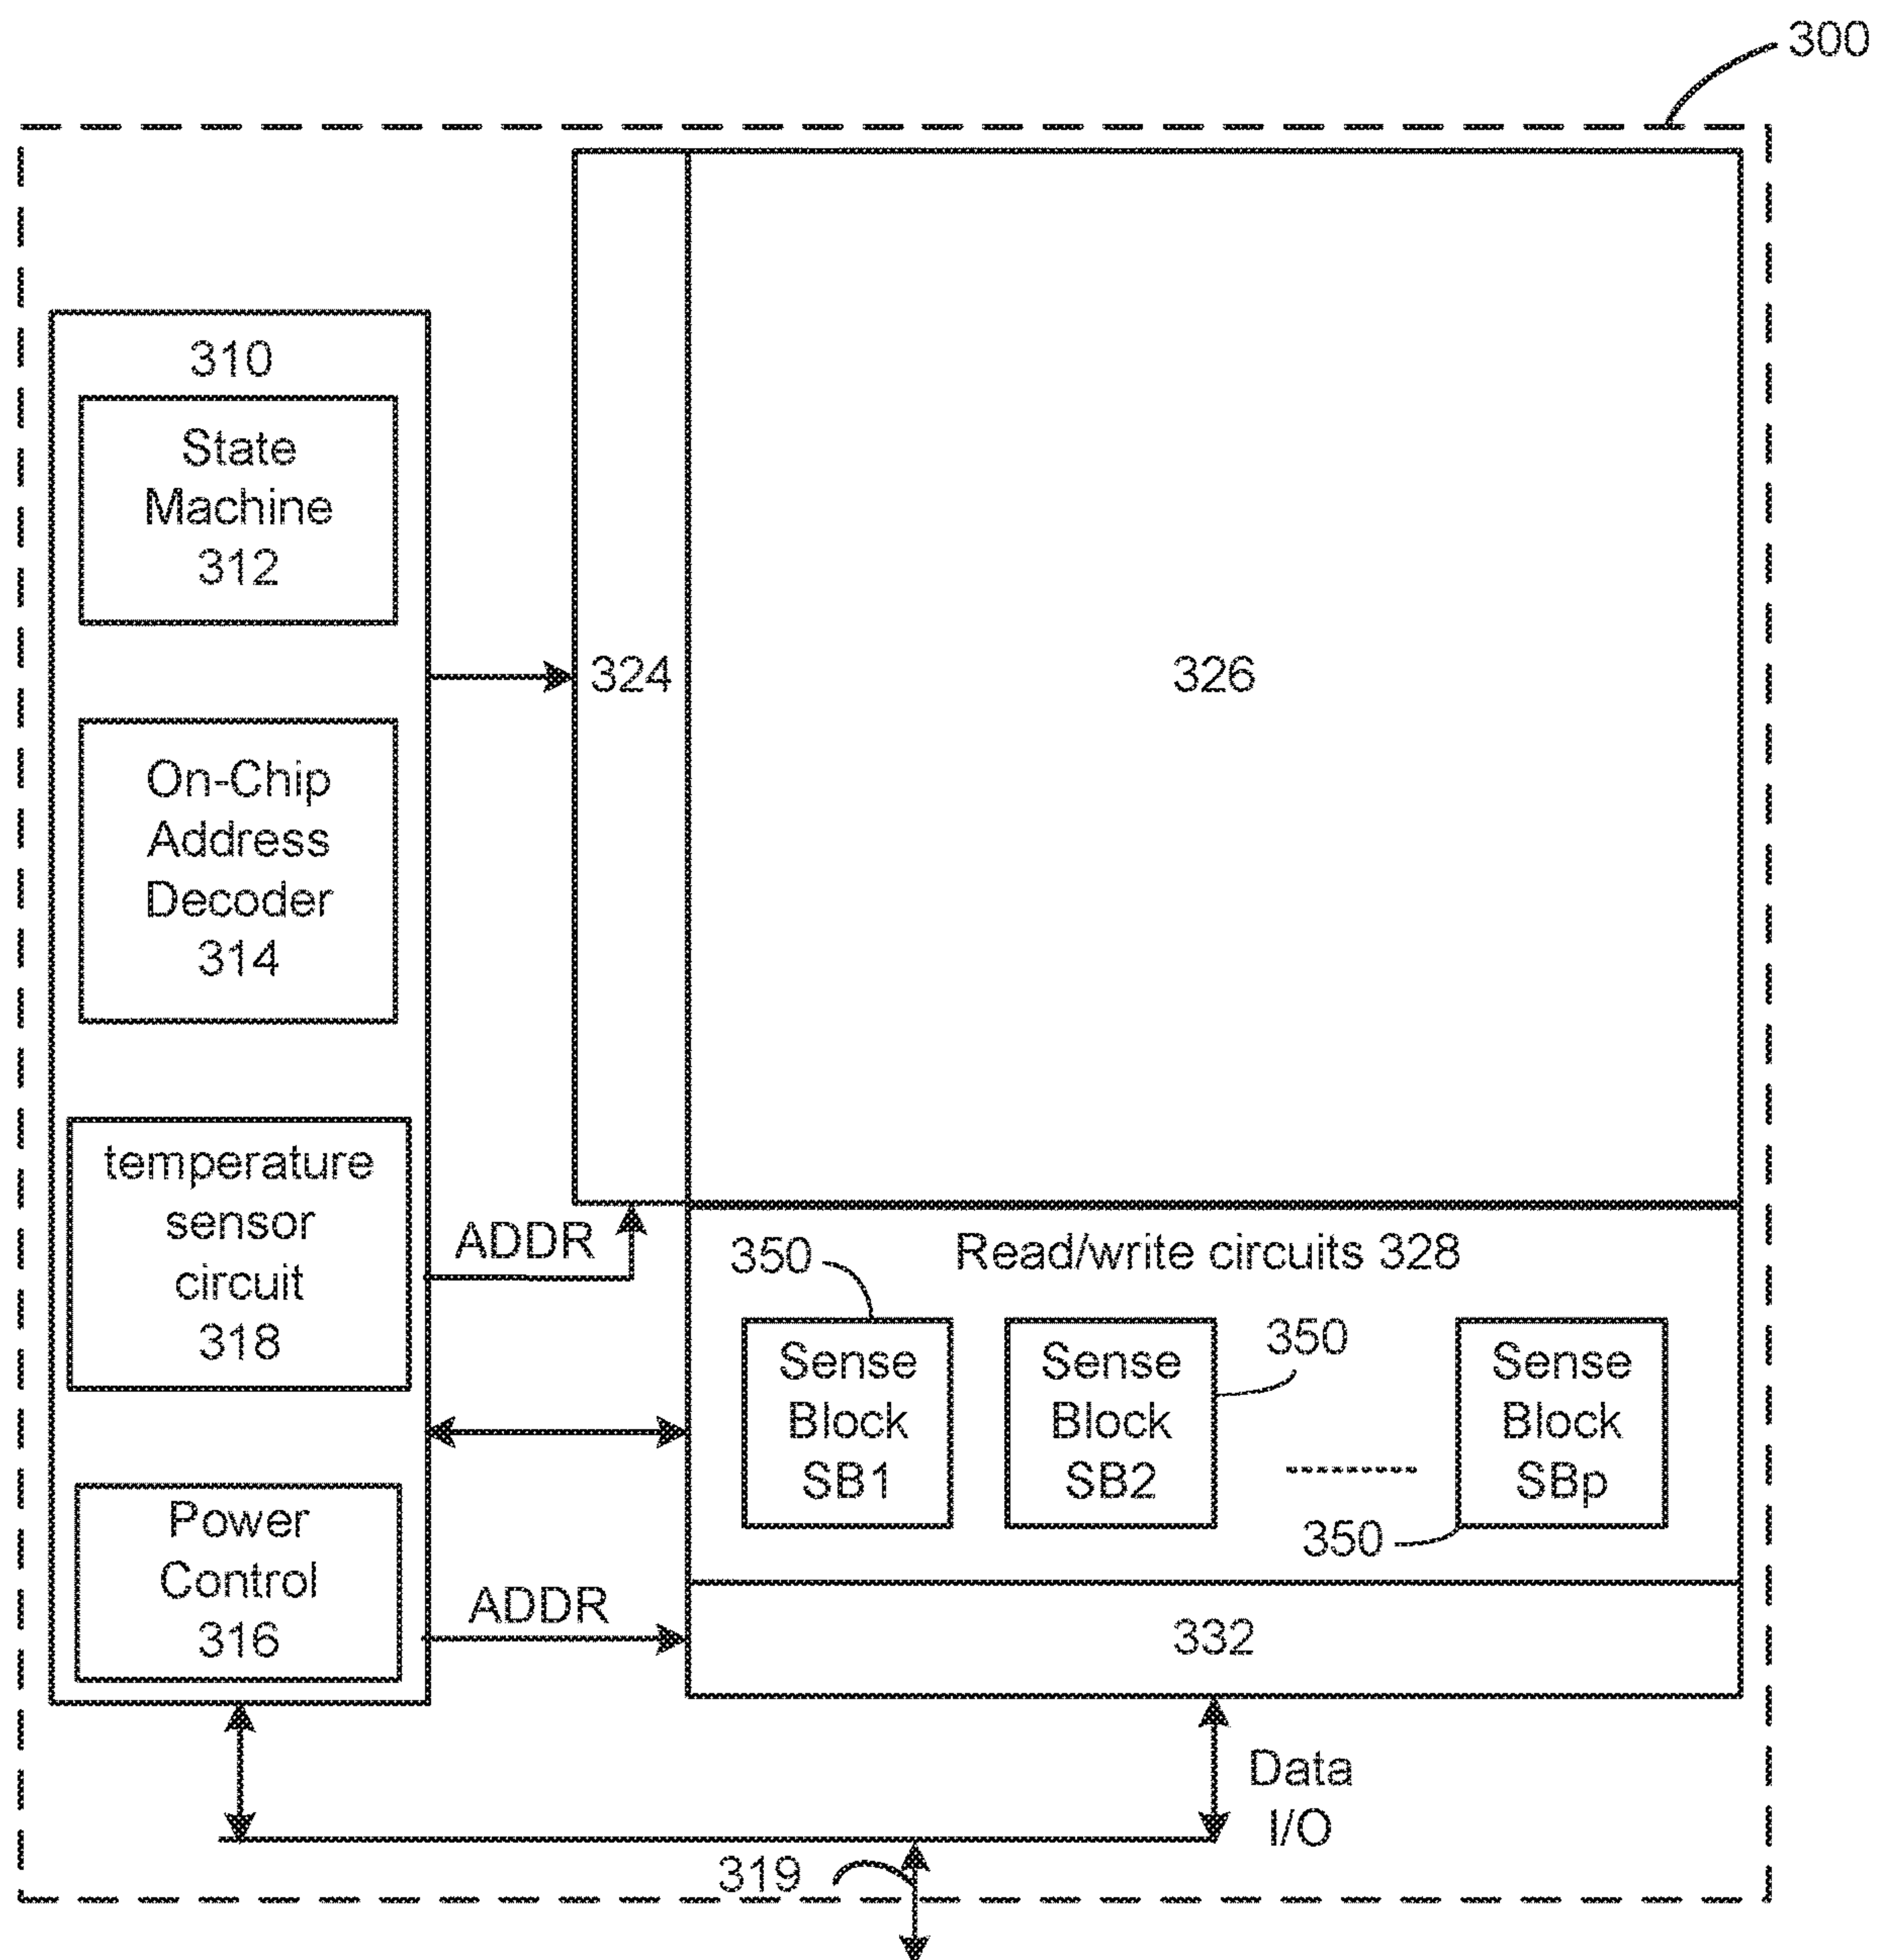 300
310
State
Machine
312
On-Chip
Address
Decoder
314
temperature
sensor
circuit
318
Power
Control
316
324
326
ADDR
ADDR
Read/write circuits 328
350
Sense
Block
SB1
350
Sense
Block
SB2
350
Sense
Block
SBp
332
Data
I/O
319